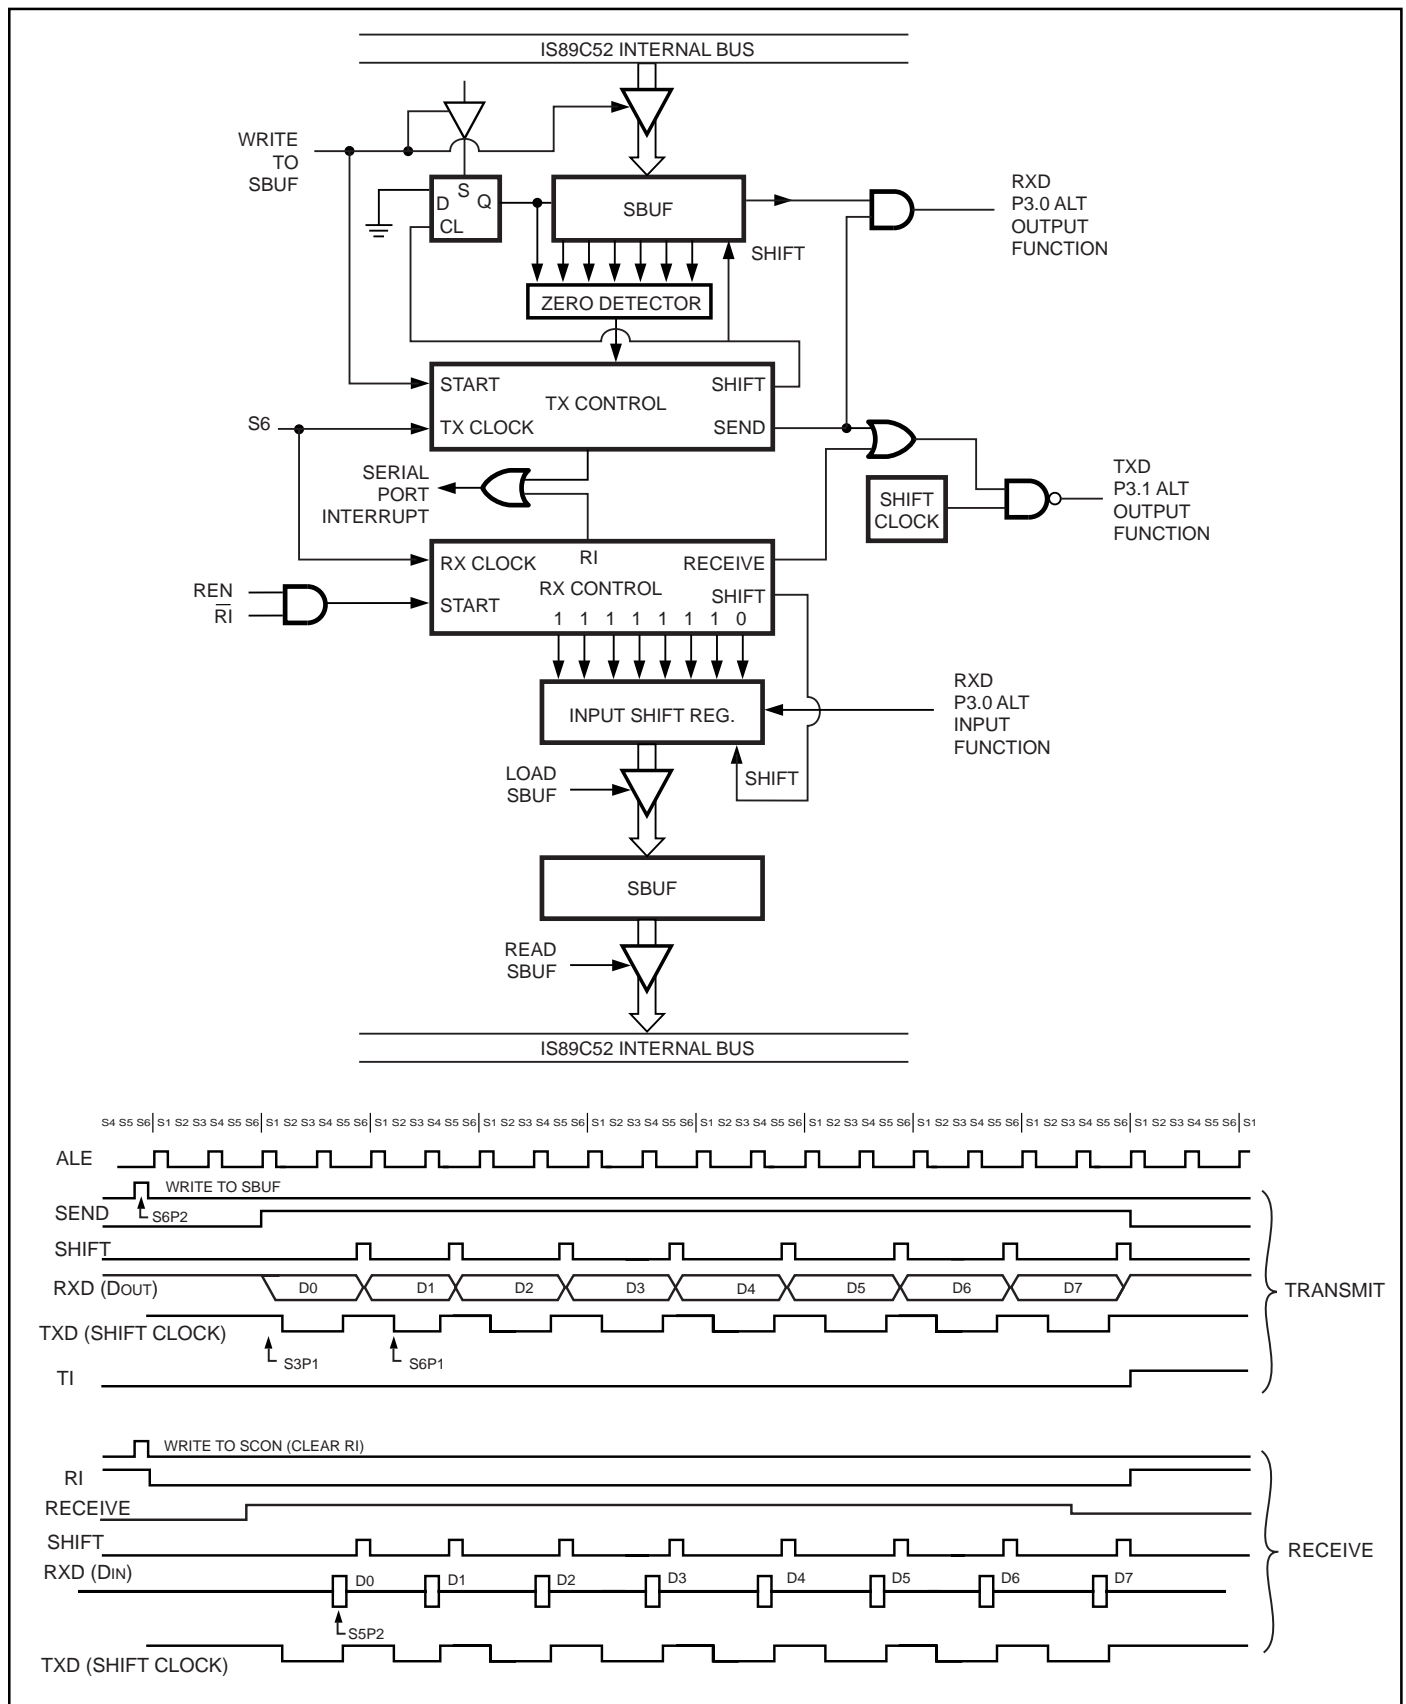 IS89C52 INTERNAL BUS
WRITE
TO
SBUF
D
S
Q
CL
SBUF
SHIFT
RXD
P3.0 ALT
OUTPUT
FUNCTION
ZERO DETECTOR
START
SHIFT
TX CONTROL
S6
TX CLOCK
SEND
SERIAL
PORT
INTERRUPT
SHIFT
CLOCK
TXD
P3.1 ALT
OUTPUT
FUNCTION
RX CLOCK
RI
RECEIVE
REN
RI
RX CONTROL
SHIFT
START
1 1 1 1 1 1 1 0
INPUT SHIFT REG.
RXD
P3.0 ALT
INPUT
FUNCTION
LOAD
SBUF
SHIFT
SBUF
READ
SBUF
IS89C52 INTERNAL BUS
S4 S5 S6 S1 S2 S3 S4 S5 S6 S1 S2 S3 S4 S5 S6 S1 S2 S3 S4 S5 S6 S1 S2 S3 S4 S5 S6 S1 S2 S3 S4 S5 S6 S1 S2 S3 S4 S5 S6 S1 S2 S3 S4 S5 S6 S1 S2 S3 S4 S5 S6 S1 S2 S3 S4 S5 S6 S1 S2 S3 S4 S5 S6 S1
ALE
WRITE TO SBUF
SEND
S6P2
SHIFT
RXD (DOUT)
D0 D1 D2 D3 D4 D5 D6 D7
TRANSMIT
TXD (SHIFT CLOCK)
S3P1
S6P1
TI
WRITE TO SCON (CLEAR RI)
RI
RECEIVE
SHIFT
RECEIVE
RXD (DIN)
D0 D1 D2 D3 D4 D5 D6 D7
S5P2
TXD (SHIFT CLOCK)